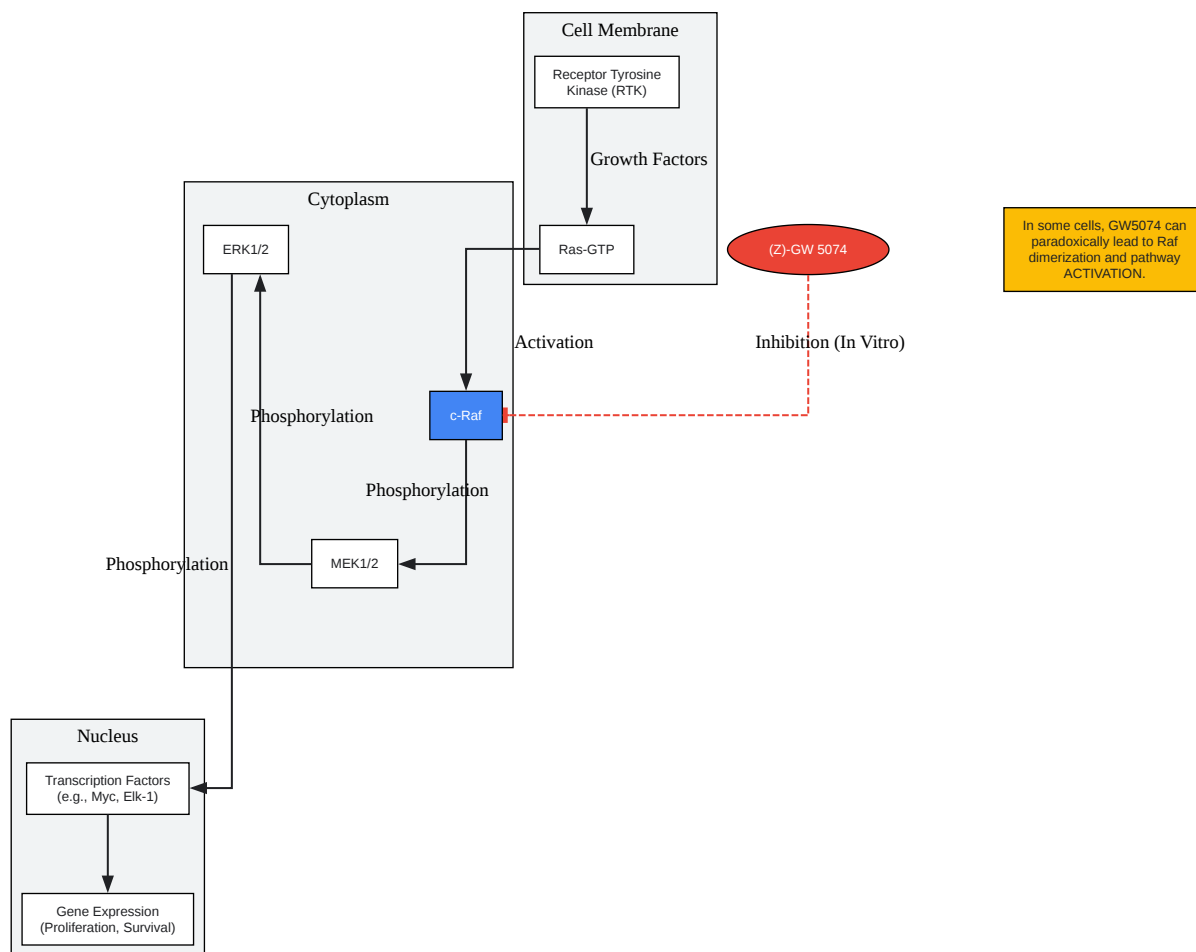 Cell Membrane
Receptor Tyrosine
Kinase (RTK)
Growth Factors
Cytoplasm
ERK1/2
Ras-GTP
(Z)-GW 5074
In some cells, GW5074 can
paradoxically lead to Raf
dimerization and pathway
ACTIVATION.
Activation
Inhibition (In Vitro)
Phosphorylation
c-Raf
Phosphorylation
Phosphorylation
MEK1/2
Nucleus
Transcription Factors
(e.g., Myc, Elk-1)
Gene Expression
(Proliferation, Survival)